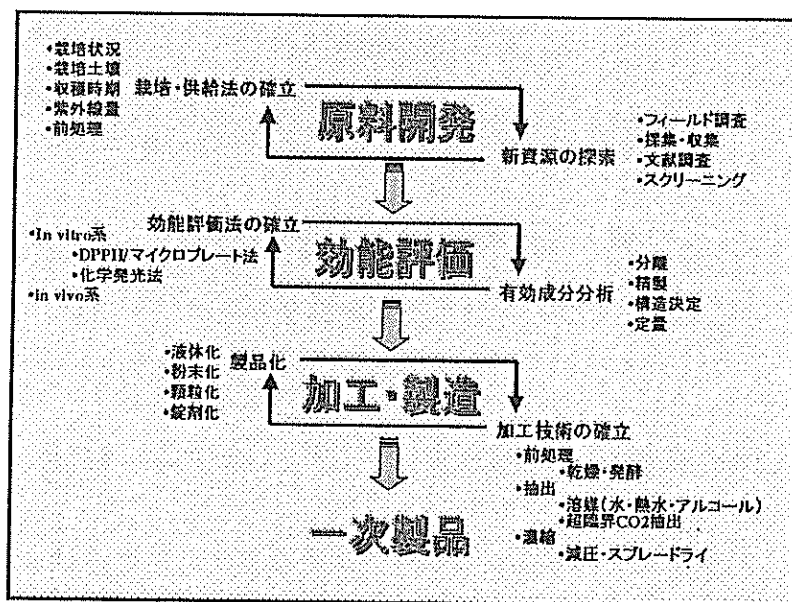 •栽培状況
•栽培土壌
•収穫時期
•紫外線量
•前処理
栽培・供給法の確立
原料開発
新資源の探索
•フィールド調査
•採集・収集
•文献調査
•スクリーニング
効能評価法の確立
•In vitro系
•DPPH/マイクロプレート法
•化学発光法
•In vivo系
効能評価
有効成分分析
•分離
•精製
•構造決定
•定量
•液体化
•粉末化
•顆粒化
•錠剤化
製品化
加工・製造
加工技術の確立
•前処理
•乾燥・発酵
•抽出
•溶媒(水・熱水・アルコール)
•超臨界CO2抽出
•濃縮
•減圧・スプレードライ
一次製品